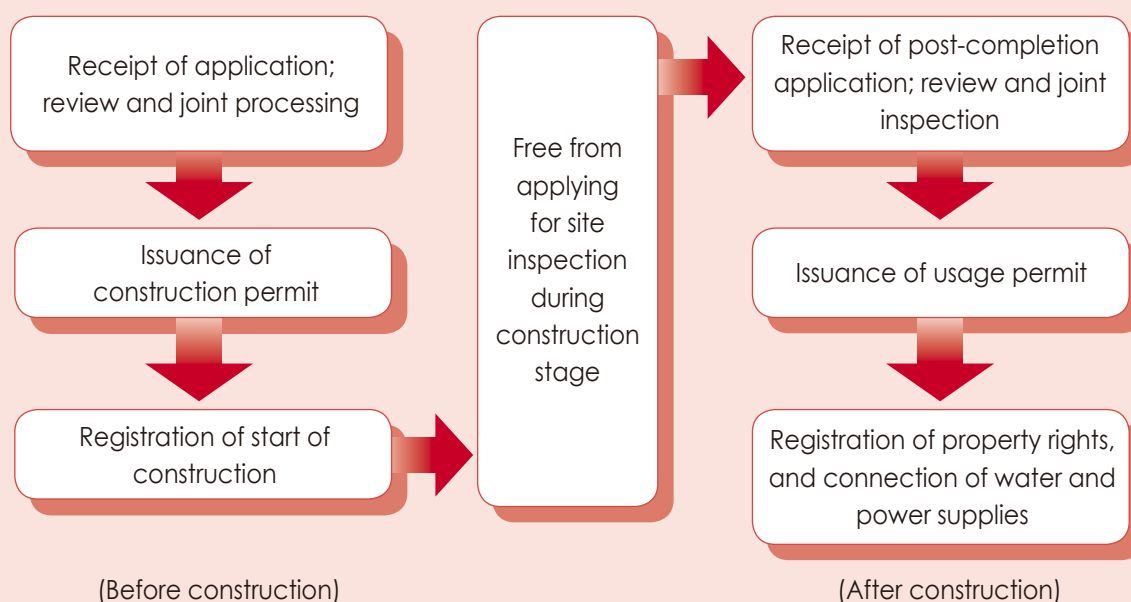 Receipt of application;
review and joint processing
Issuance of
construction permit
Registration of start of
construction
(Before construction)
Free from
applying
for site
inspection
during
construction
stage
Receipt of post-completion
application; review and joint
inspection
Issuance of usage permit
Registration of property rights,
and connection of water and
power supplies
(After construction)